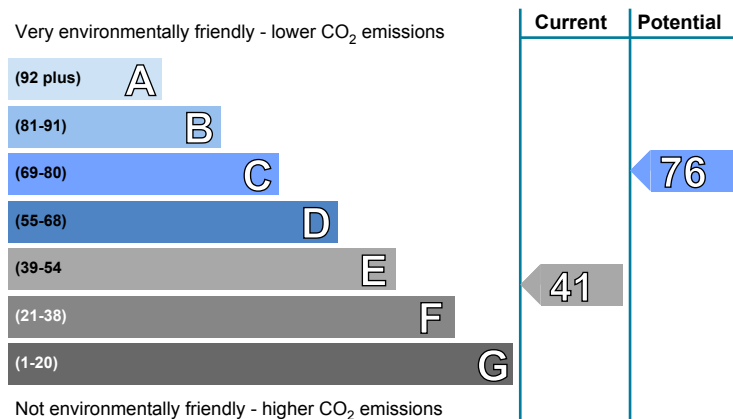 Current Potential
Very environmentally friendly - lower CO₂ emissions
(92 plus) A
(81-91) B
(69-80) C
76
(55-68) D
(39-54 E
41
(21-38) F
(1-20) G
Not environmentally friendly - higher CO₂ emissions